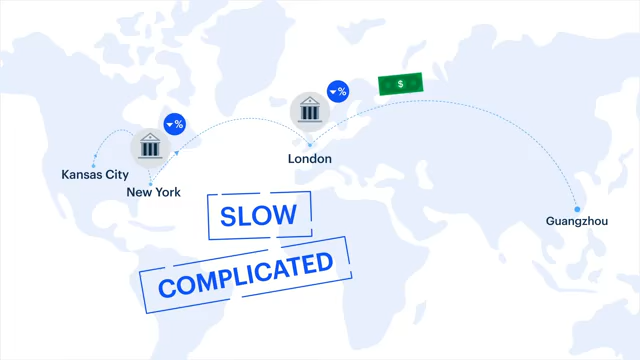 %
%
$
Kansas City
New York
London
Guangzhou
SLOW
COMPLICATED